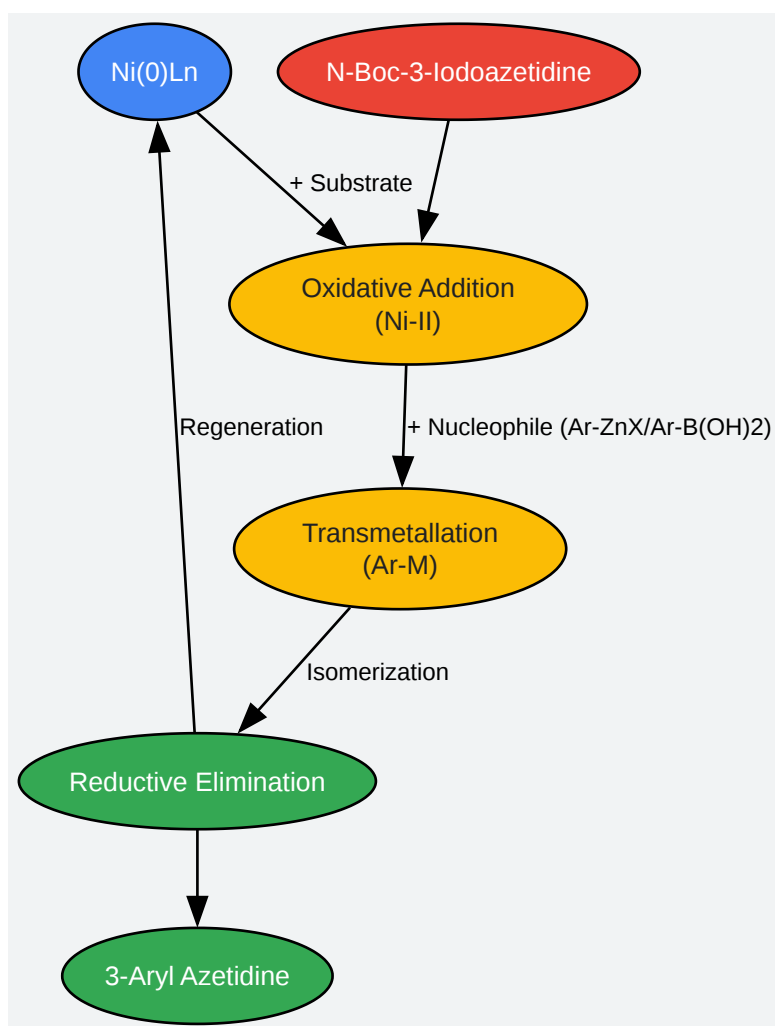 Ni(0)Ln
N-Boc-3-Iodoazetidine
+ Substrate
Oxidative Addition
(Ni-II)
Regeneration
+ Nucleophile (Ar-ZnX/Ar-B(OH)2)
Transmetallation
(Ar-M)
Isomerization
Reductive Elimination
3-Aryl Azetidine